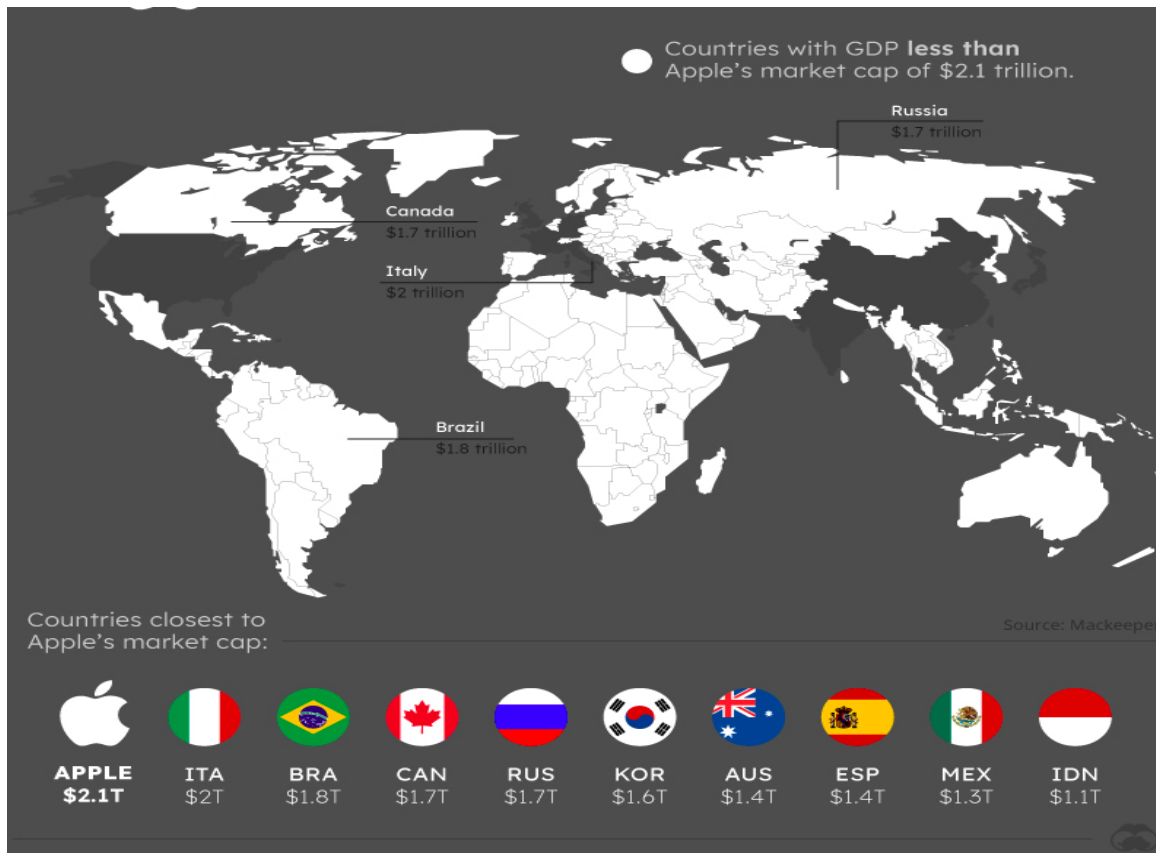 Countries with GDP less than
Apple's market cap of $2.1 trillion.
Russia
$1.7 trillion
Canada
$1.7 trillion
Italy
$2 trillion
Brazil
$1.8 trillion
Countries closest to
Apple's market cap:
Source: Mackeeper
APPLE ITA BRA CAN RUS KOR AUS ESP MEX IDN
$2.1T $2T $1.8T $1.7T $1.7T $1.6T $1.4T $1.4T $1.3T $1.1T